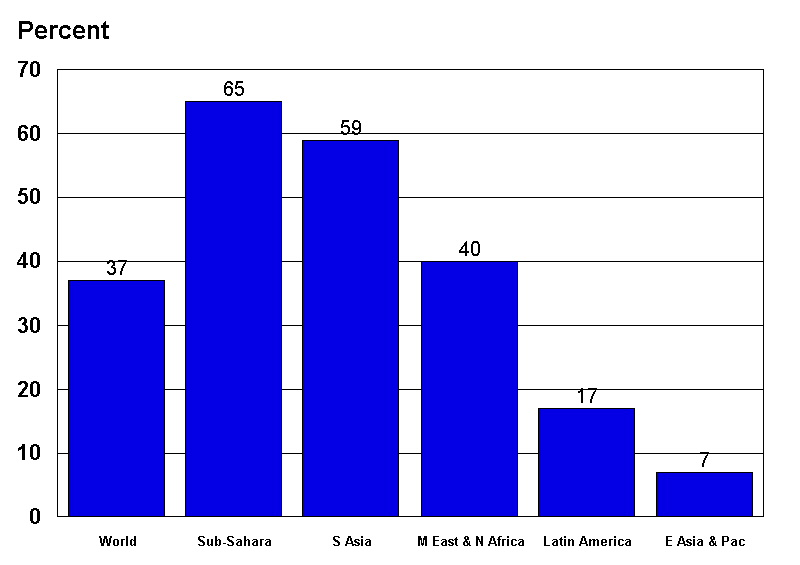 Percent
70
60
50
40
30
20
10
0
37
65
59
40
17
7
World
Sub-Sahara
S Asia
M East & N Africa
Latin America
E Asia & Pac